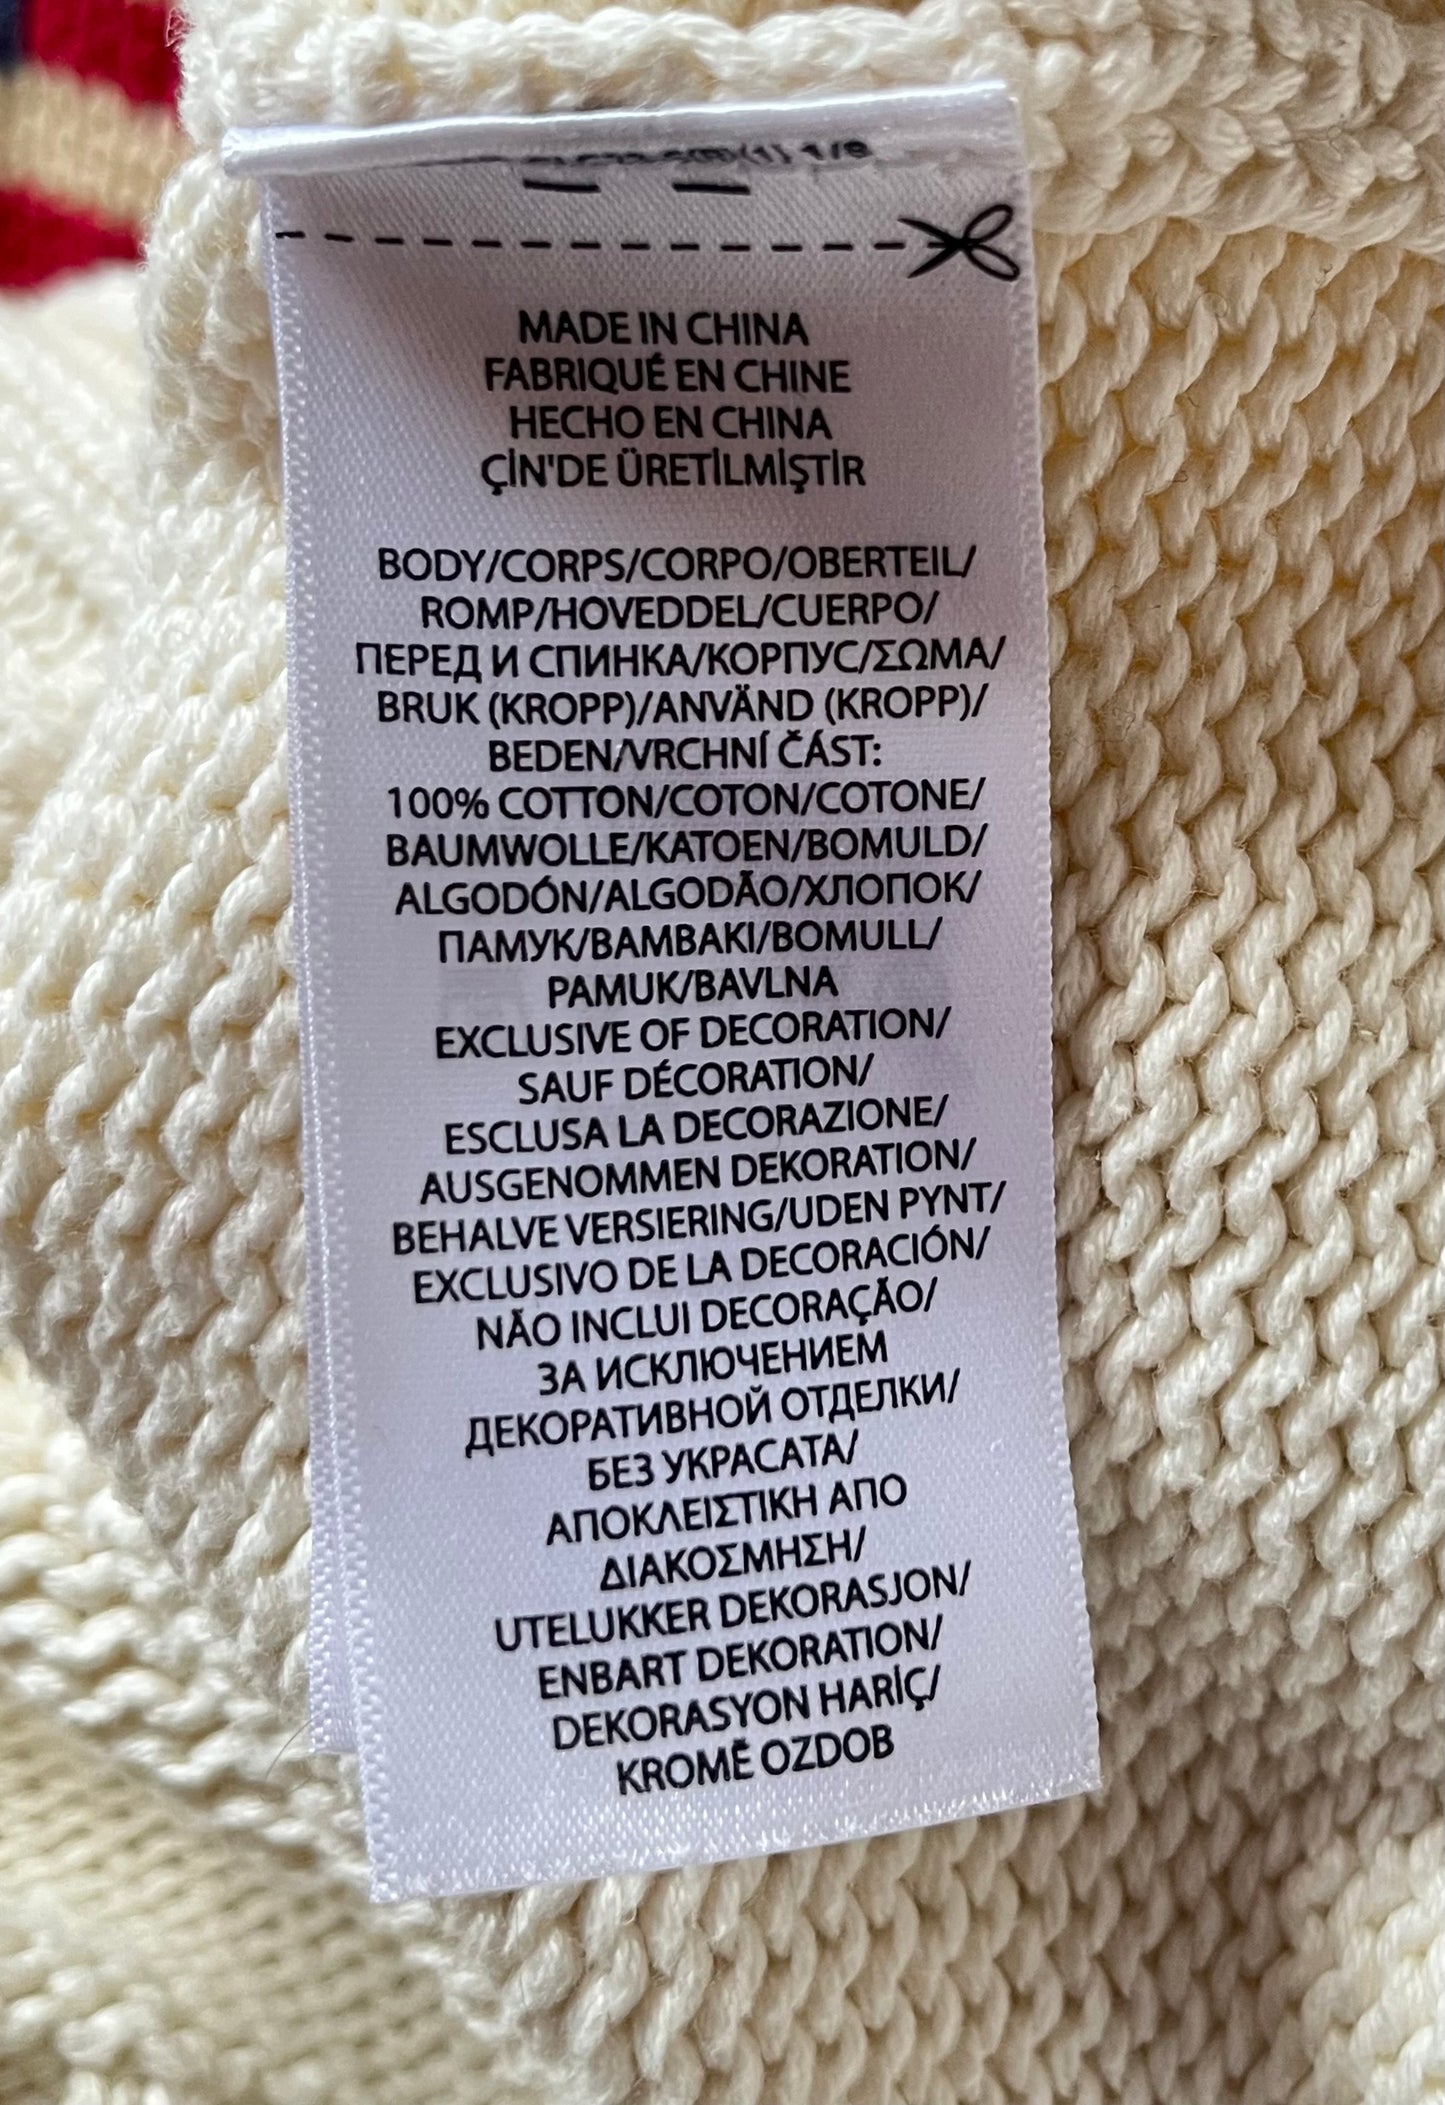 (1) 1/8
MADE IN CHINA
FABRIQUÉ EN CHINE
HECHO EN CHINA
ÇİN'DE ÜRETİLMİŞTİR
BODY/CORPS/CORPO/OBERTEIL/
ROMP/HOVEDDEL/CUERPO/
ПЕРЕД И СПИНКА/КОРПУС/ΣΩΜΑ/
BRUK (KROPP)/ANVÄND (KROPP)/
BEDEN/VRCHNÍ ČÁST:
100% COTTON/COTON/COTONE/
BAUMWOLLE/KATOEN/BOMULD/
ALGODÓN/ALGODÃO/ХЛОПОК/
ПАМУК/ΒΑΜΒΑΚΙ/BOMULL/
PAMUK/BAVLNA
EXCLUSIVE OF DECORATION/
SAUF DÉCORATION/
ESCLUSA LA DECORAZIONE/
AUSGENOMMEN DEKORATION/
BEHALVE VERSIERING/UDEN PYNT/
EXCLUSIVO DE LA DECORACIÓN/
NÃO INCLUI DECORAÇÃO/
ЗА ИСКЛЮЧЕНИЕМ
ДЕКОРАТИВНОЙ ОТДЕЛКИ/
БЕЗ УКРАСАТА/
ΑΠΟΚΛΕΙΣΤΙΚΗ ΑΠΟ
ΔΙΑΚΟΣΜΗΣΗ/
UTELUKKER DEKORASJON/
ENBART DEKORATION/
DEKORASYON HARİÇ/
KROMĚ OZDOB